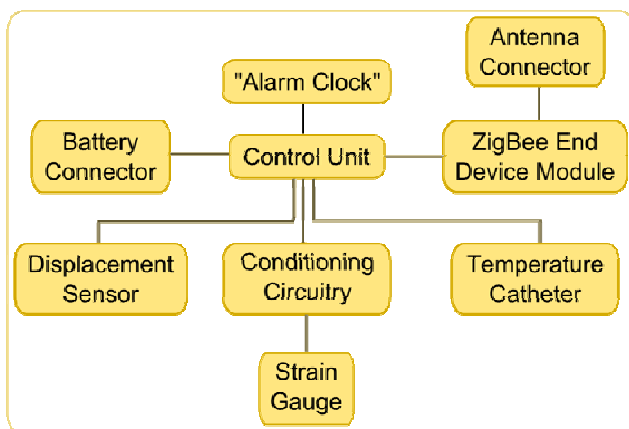 Antenna
Connector
"Alarm Clock"
Battery
Connector
Control Unit
ZigBee End
Device Module
Displacement
Sensor
Conditioning
Circuitry
Temperature
Catheter
Strain
Gauge